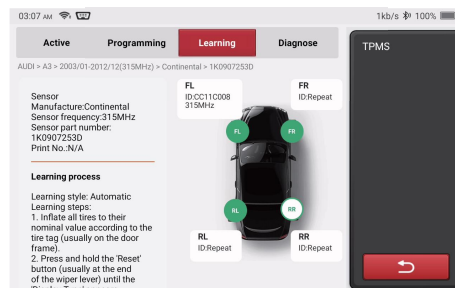 03:07 AM
1kb/s 100%
Active Programming Learning Diagnose
TPMS
AUDI > A3 > 2003/01-2012/12(315MHz) > Continental > 1K0907253D
Sensor
Manufacture:Continental
Sensor frequency:315MHz
Sensor part number:
1K0907253D
Print No.:N/A
Learning process
Learning style: Automatic
Learning steps:
1. Inflate all tires to their
nominal value according to the
tire tag (usually on the door
frame).
2. Press and hold the 'Reset'
button (usually at the end
of the wiper lever) until the
FL
ID:CC11C008
315MHz
FR
ID:Repeat
FL
FR
RL
RR
RL
ID:Repeat
RR
ID:Repeat